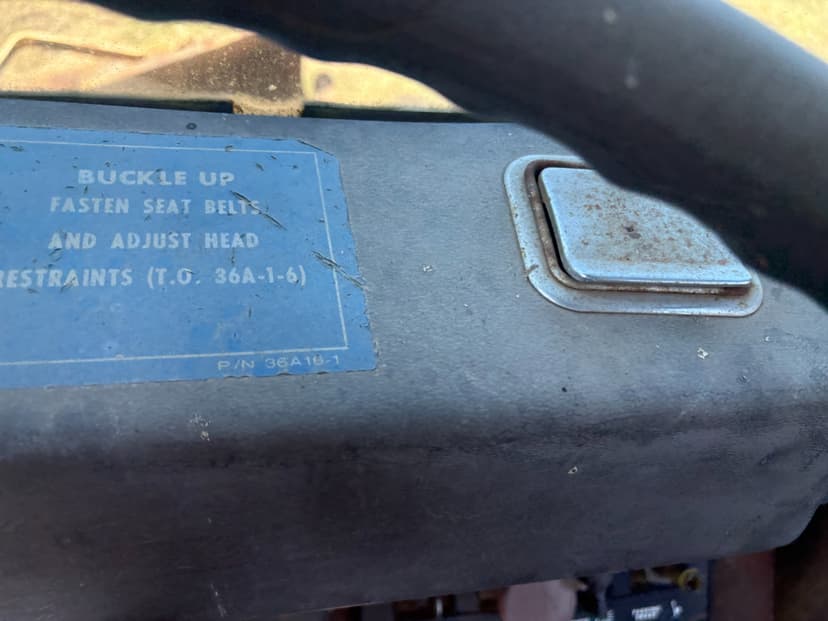 BUCKLE UP
FASTEN SEAT BELTS
AND ADJUST HEAD
RESTRAINTS (T.O. 36A-1-6)
P/N 36A18-1